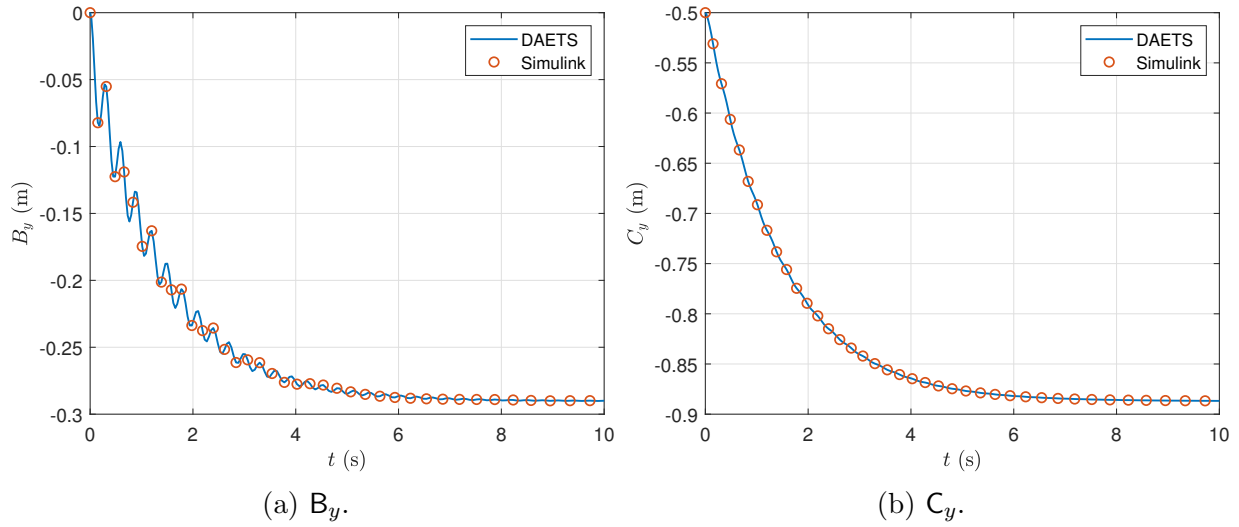 0
-0.05
-0.1
-0.15
-0.2
-0.25
-0.3
B_y (m)
0 2 4 6 8 10
t (s)
DAETS
Simulink
(a) B_y.
-0.5
-0.55
-0.6
-0.65
-0.7
-0.75
-0.8
-0.85
-0.9
C_y (m)
0 2 4 6 8 10
t (s)
DAETS
Simulink
(b) C_y.